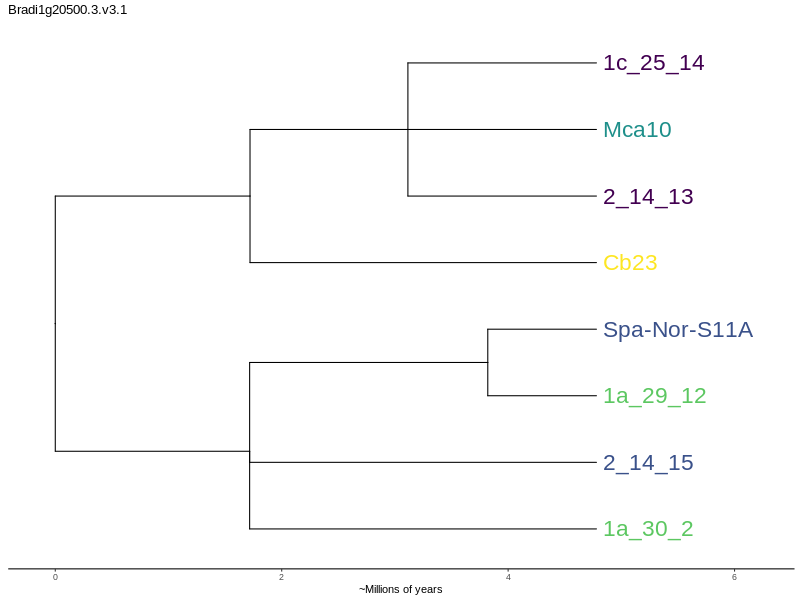 Bradi1g20500.3.v3.1
1c_25_14
Mca10
2_14_13
Cb23
Spa-Nor-S11A
1a_29_12
2_14_15
1a_30_2
0 2 4 6
~Millions of years